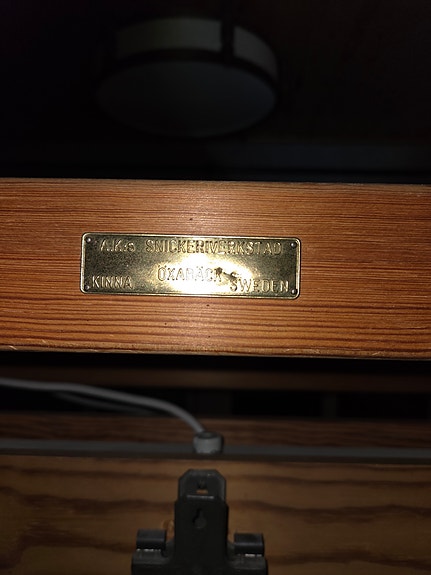 A.K:s SNICKERIVERKSTAD
ÖXABÄCK
KINNA SWEDEN